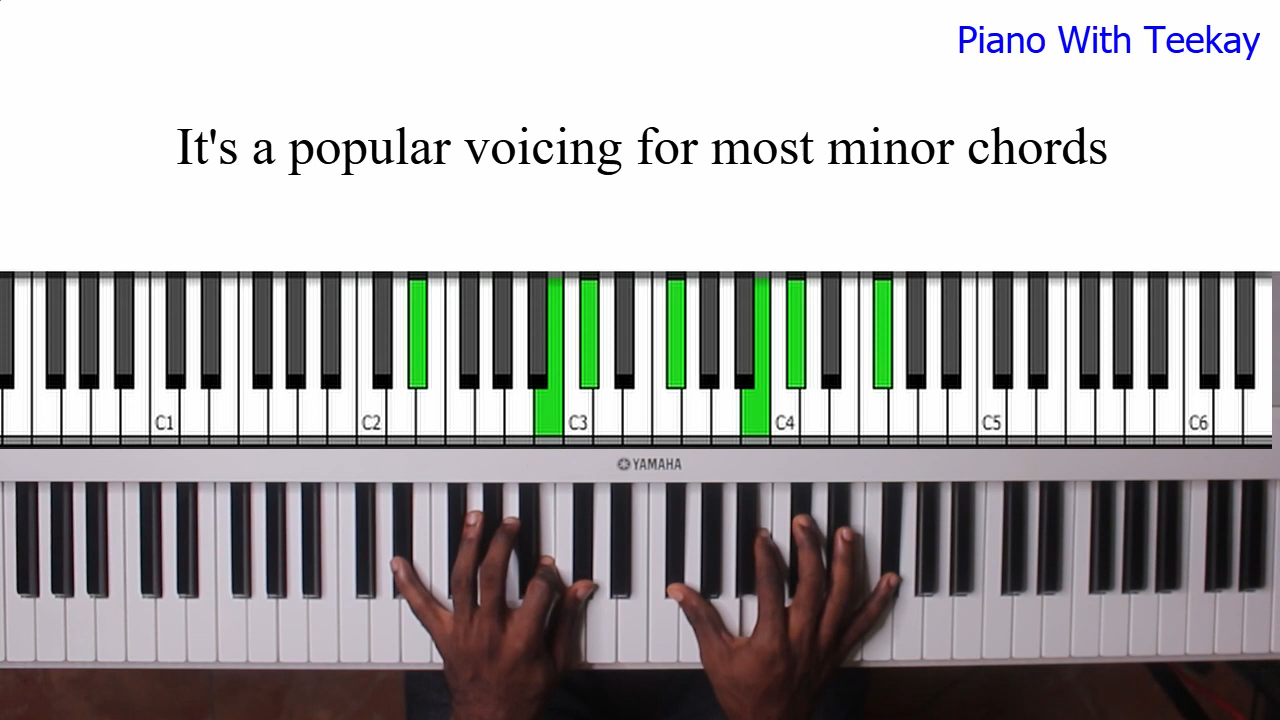 Piano With Teekay
It's a popular voicing for most minor chords
C1 C2 C3 C4 C5 C6
YAMAHA